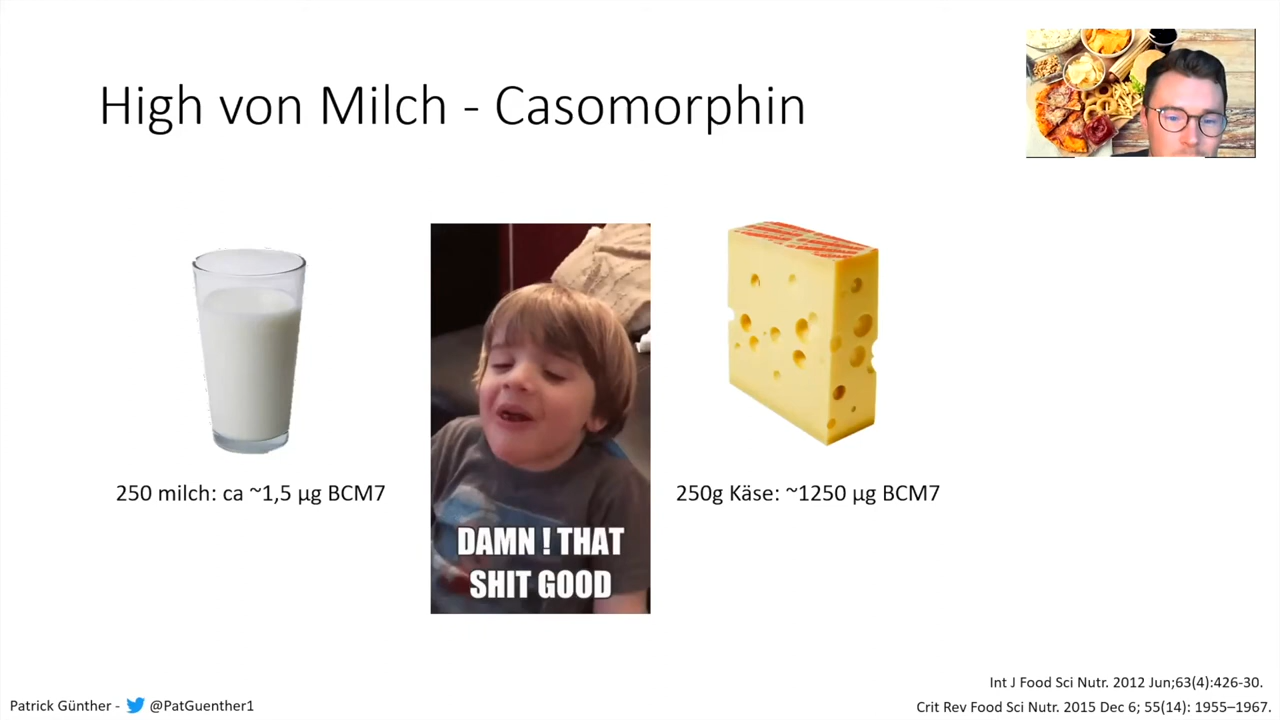 High von Milch - Casomorphin
250 milch: ca ~1,5 µg BCM7
DAMN ! THAT
SHIT GOOD
250g Käse: ~1250 µg BCM7
Int J Food Sci Nutr. 2012 Jun;63(4):426-30.
Patrick Günther - @PatGuenther1
Crit Rev Food Sci Nutr. 2015 Dec 6; 55(14): 1955–1967.